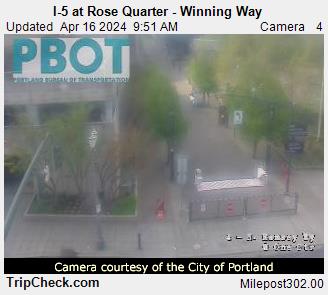 I-5 at Rose Quarter - Winning Way
Updated Apr 16 2024 9:51 AM Camera 4
PBOT
PORTLAND BUREAU OF TRANSPORTATION
Camera courtesy of the City of Portland
TripCheck.com Milepost302.00